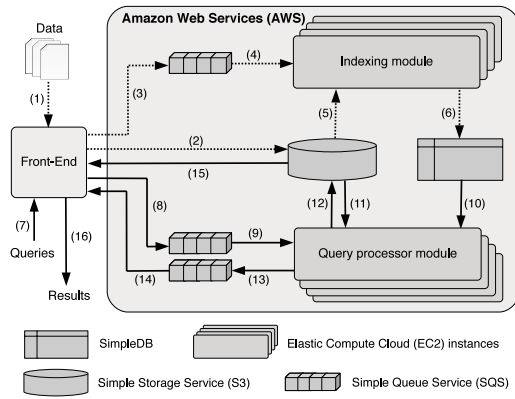 Amazon Web Services (AWS)
Data
(1)
(3)
(4)
Indexing module
(2)
(5)
(6)
Front-End
(15)
(8)
(12)
(11)
(10)
(7)
(16)
(9)
Queries
(14)
(13)
Query processor module
Results
SimpleDB
Elastic Compute Cloud (EC2) instances
Simple Storage Service (S3)
Simple Queue Service (SQS)